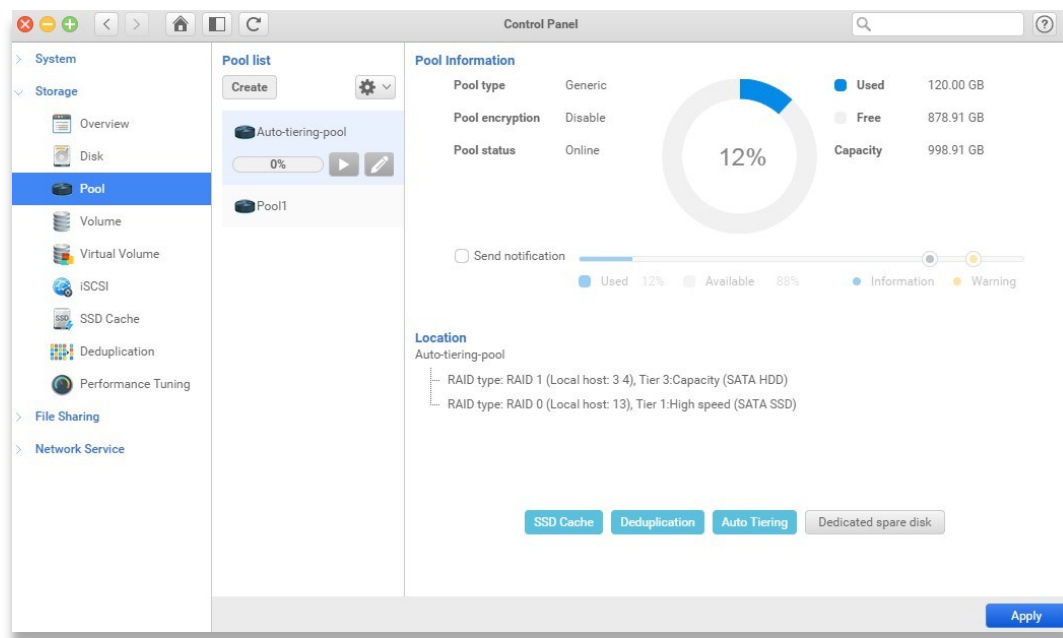 Control Panel
System
Storage
Overview
Disk
Pool
Volume
Virtual Volume
iSCSI
SSD Cache
Deduplication
Performance Tuning
File Sharing
Network Service
Pool list
Create
Auto-tiering-pool
0%
Pool1
Pool Information
Pool type Generic
Pool encryption Disable
Pool status Online
12%
Used 120.00 GB
Free 878.91 GB
Capacity 998.91 GB
Send notification
Used 12% Available 88% Information Warning
Location
Auto-tiering-pool
RAID type: RAID 1 (Local host: 3 4), Tier 3:Capacity (SATA HDD)
RAID type: RAID 0 (Local host: 13), Tier 1:High speed (SATA SSD)
SSD Cache Deduplication Auto Tiering Dedicated spare disk
Apply